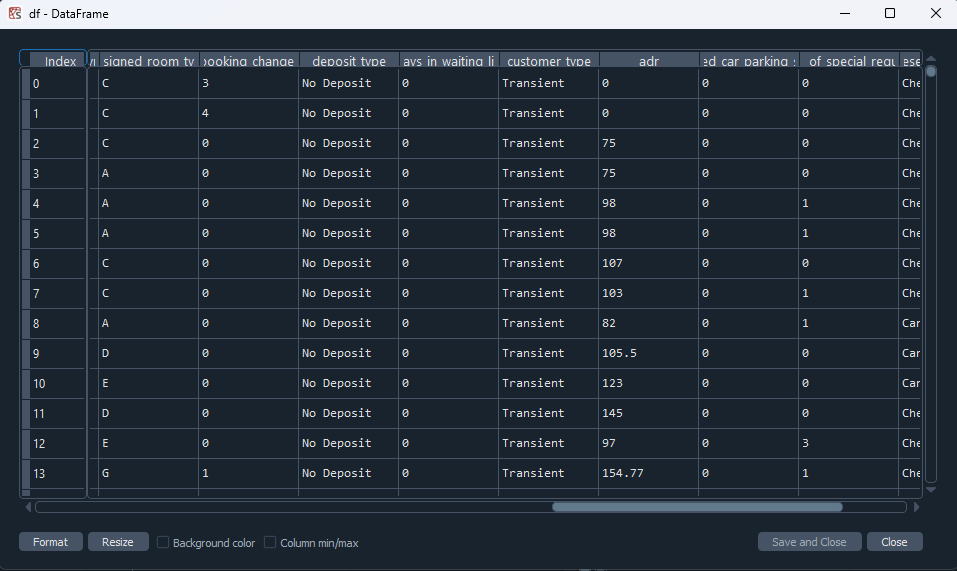 df - DataFrame
Index signed room ty booking change deposit type ays in waiting li customer type adr ed car parking s of special requ ese
0 C 3 No Deposit 0 Transient 0 0 0 Che
1 C 4 No Deposit 0 Transient 0 0 0 Che
2 C 0 No Deposit 0 Transient 75 0 0 Che
3 A 0 No Deposit 0 Transient 75 0 0 Che
4 A 0 No Deposit 0 Transient 98 0 1 Che
5 A 0 No Deposit 0 Transient 98 0 1 Che
6 C 0 No Deposit 0 Transient 107 0 0 Che
7 C 0 No Deposit 0 Transient 103 0 1 Che
8 A 0 No Deposit 0 Transient 82 0 1 Can
9 D 0 No Deposit 0 Transient 105.5 0 0 Can
10 E 0 No Deposit 0 Transient 123 0 0 Can
11 D 0 No Deposit 0 Transient 145 0 0 Che
12 E 0 No Deposit 0 Transient 97 0 3 Che
13 G 1 No Deposit 0 Transient 154.77 0 1 Che
Format Resize Background color Column min/max Save and Close Close